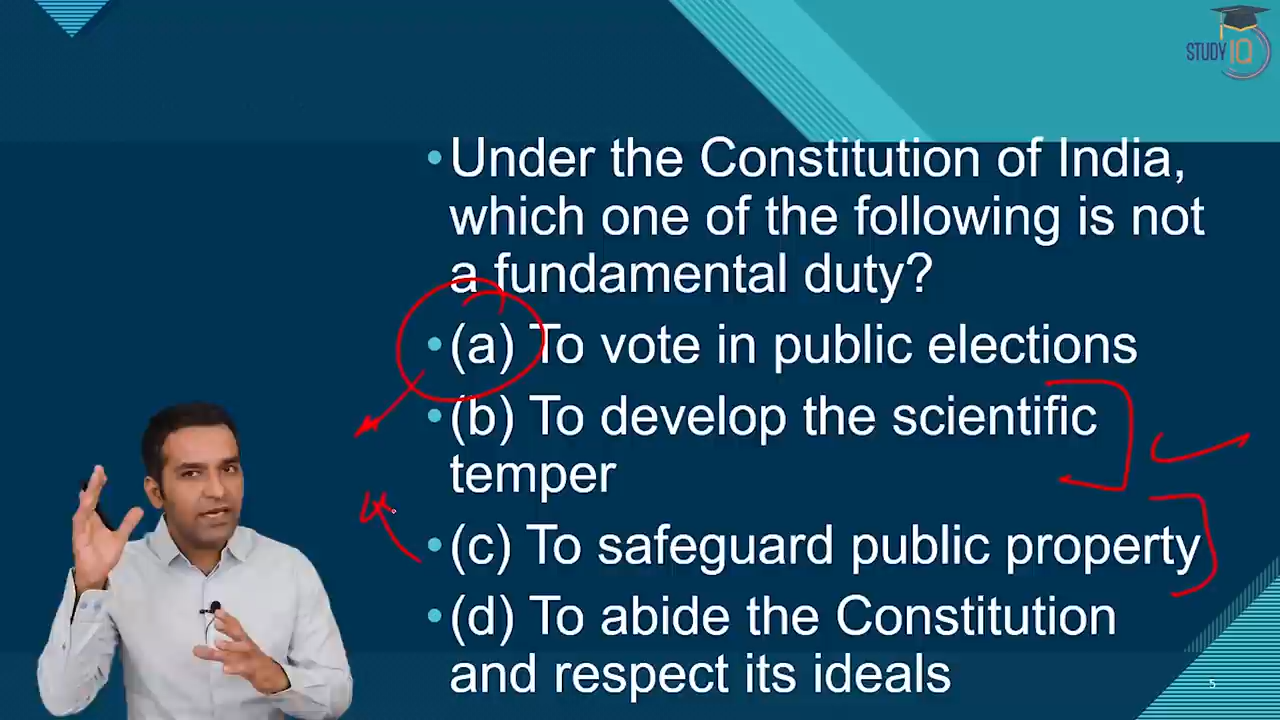 STUDY IQ
•Under the Constitution of India,
which one of the following is not
a fundamental duty?
•(a) To vote in public elections
•(b) To develop the scientific
temper
•(c) To safeguard public property
•(d) To abide the Constitution
and respect its ideals
5